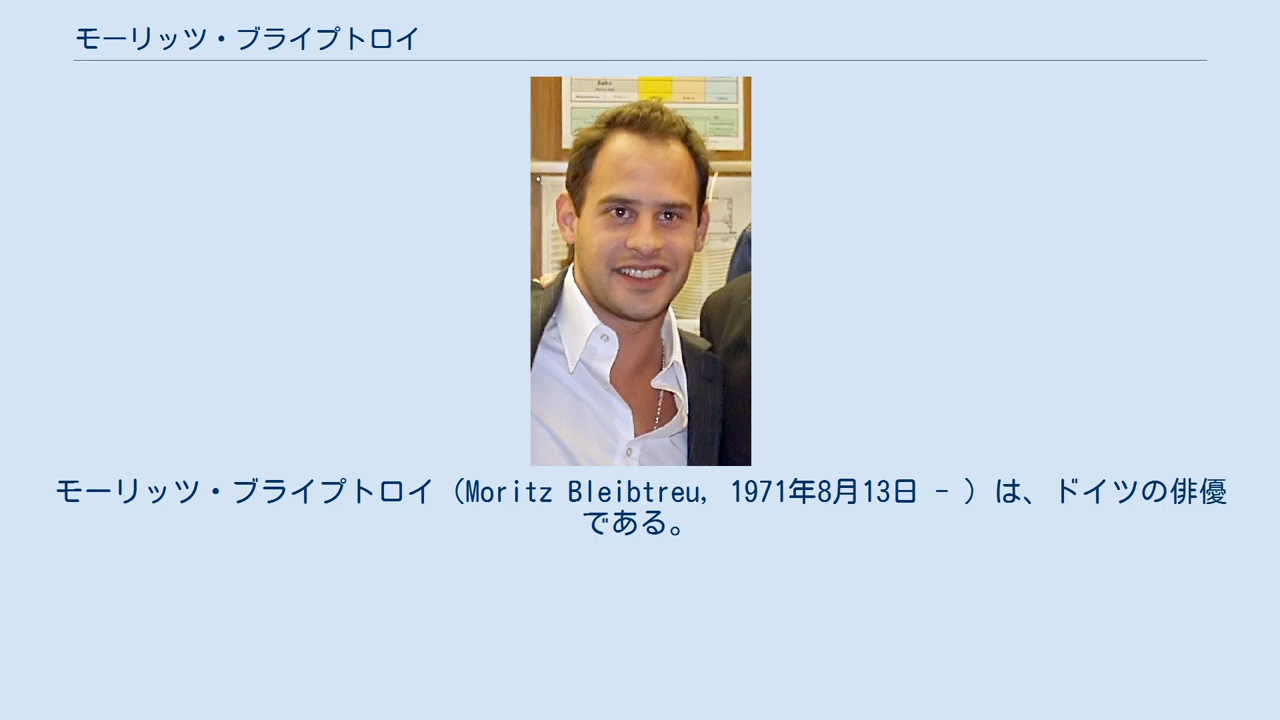 モーリッツ・ブライプトロイ
モーリッツ・ブライプトロイ（Moritz Bleibtreu, 1971年8月13日 - ）は、ドイツの俳優
である。